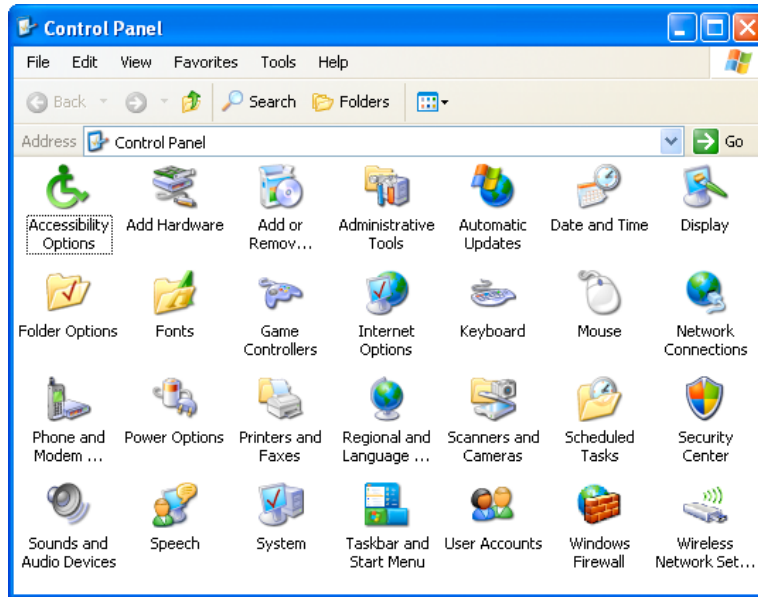 Control Panel
File Edit View Favorites Tools Help
Back Search Folders
Address Control Panel Go
Accessibility Options Add Hardware Add or Remov... Administrative Tools Automatic Updates Date and Time Display
Folder Options Fonts Game Controllers Internet Options Keyboard Mouse Network Connections
Phone and Modem ... Power Options Printers and Faxes Regional and Language ... Scanners and Cameras Scheduled Tasks Security Center
Sounds and Audio Devices Speech System Taskbar and Start Menu User Accounts Windows Firewall Wireless Network Set...